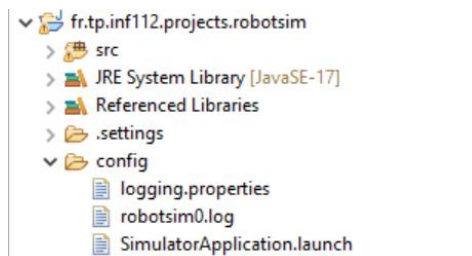 fr.tp.inf112.projects.robotsim
src
JRE System Library [JavaSE-17]
Referenced Libraries
.settings
config
logging.properties
robotsim0.log
SimulatorApplication.launch